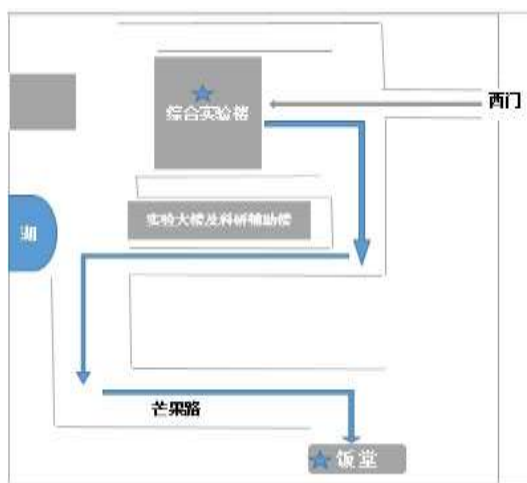 综合实验楼
西门
实验大楼及科研辅助楼
湖
芒果路
饭堂